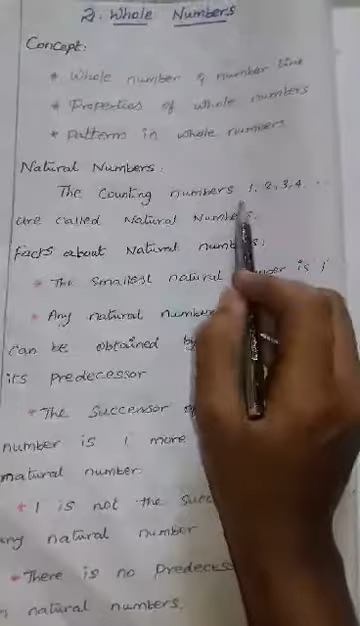 2. Whole Numbers
Concept:
* Whole number & number line
* Properties of whole numbers
* Pattern in whole numbers
Natural Numbers:
The Counting numbers 1, 2, 3, 4 ...
are called Natural Numbers.
Facts about Natural numbers:
* The Smallest natural is 1
* Any natural number
can be obtained by
its predecessor
* The Successor
number is 1 more
natural number.
* 1 is not the
any natural number
* There is no
natural numbers.